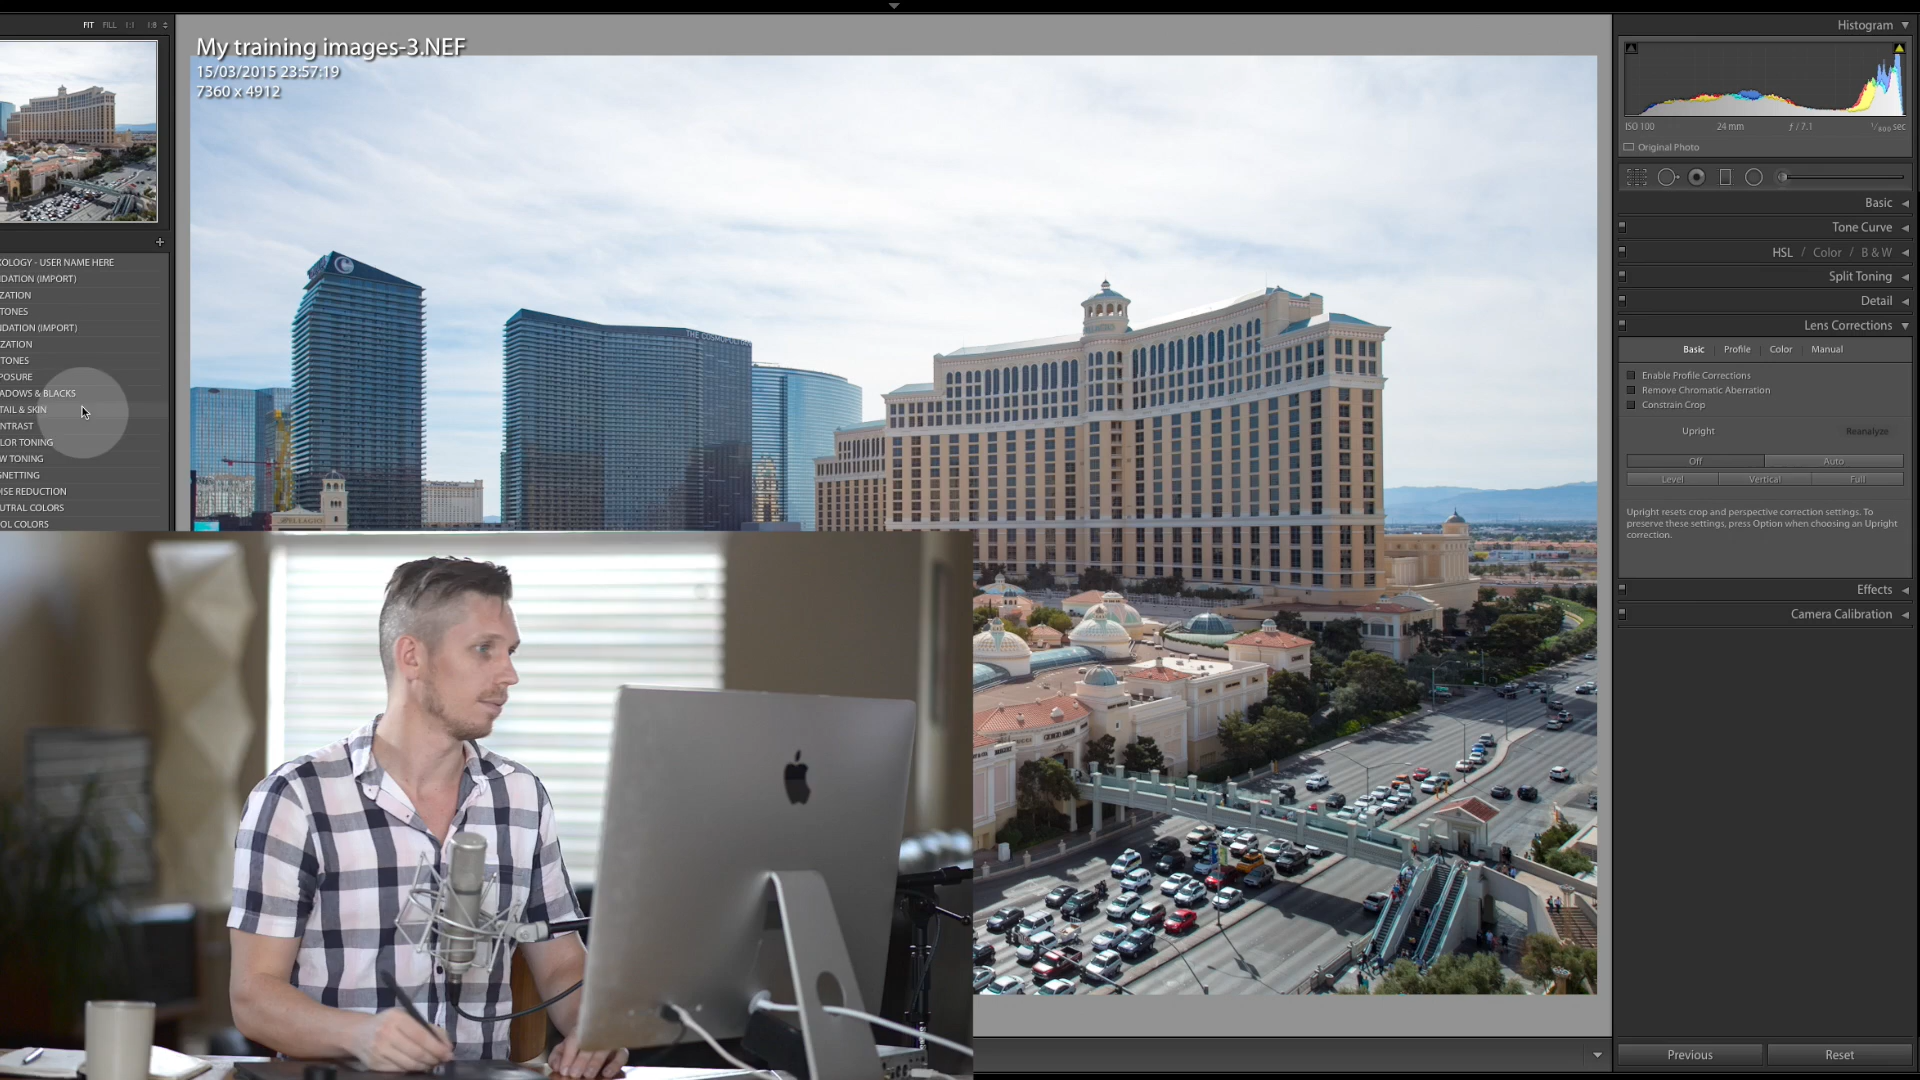 FIT FILL 1:1 1:8
My training images-3.NEF
15/03/2015 23:57:19
7360 x 4912
OLOGY - USER NAME HERE
DATION (IMPORT)
ZATION
TONES
DATION (IMPORT)
ZATION
TONES
POSURE
ADOWS & BLACKS
TAIL & SKIN
NTRAST
LOR TONING
W TONING
GNETTING
ISE REDUCTION
UTRAL COLORS
OL COLORS
THE COSMOPOLITAN
BELLAGIO
Histogram
ISO 100 24 mm ƒ / 7.1 1/800 sec
Original Photo
Basic
Tone Curve
HSL / Color / B & W
Split Toning
Detail
Lens Corrections
Basic Profile Color Manual
Enable Profile Corrections
Remove Chromatic Aberration
Constrain Crop
Upright Reanalyze
Off Auto
Level Vertical Full
Upright resets crop and perspective correction settings. To
preserve these settings, press Option when choosing an Upright
correction.
Effects
Camera Calibration
Previous Reset